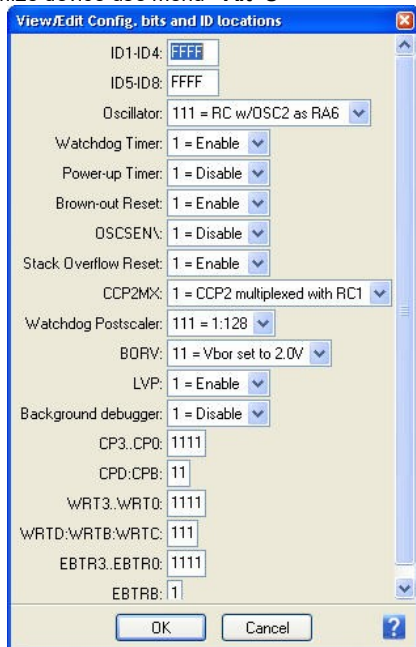 View/Edit Config. bits and ID locations
ID1-ID4: FFFF
ID5-ID8: FFFF
Oscillator: 111 = RC w/OSC2 as RA6
Watchdog Timer: 1 = Enable
Power-up Timer: 1 = Disable
Brown-out Reset: 1 = Enable
OSCSEN\: 1 = Disable
Stack Overflow Reset: 1 = Enable
CCP2MX: 1 = CCP2 multiplexed with RC1
Watchdog Postscaler: 111 = 1:128
BORV: 11 = Vbor set to 2.0V
LVP: 1 = Enable
Background debugger: 1 = Disable
CP3..CP0: 1111
CPD:CPB: 11
WRT3..WRT0: 1111
WRTD:WRTB:WRTC: 111
EBTR3..EBTR0: 1111
EBTRB: 1
OK Cancel ?